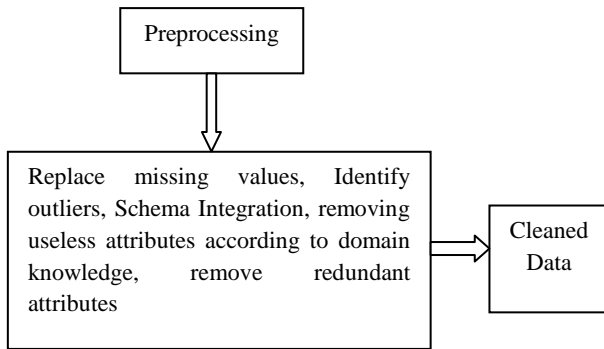 Preprocessing
Replace missing values, Identify
outliers, Schema Integration, removing
useless attributes according to domain
knowledge, remove redundant
attributes
Cleaned
Data